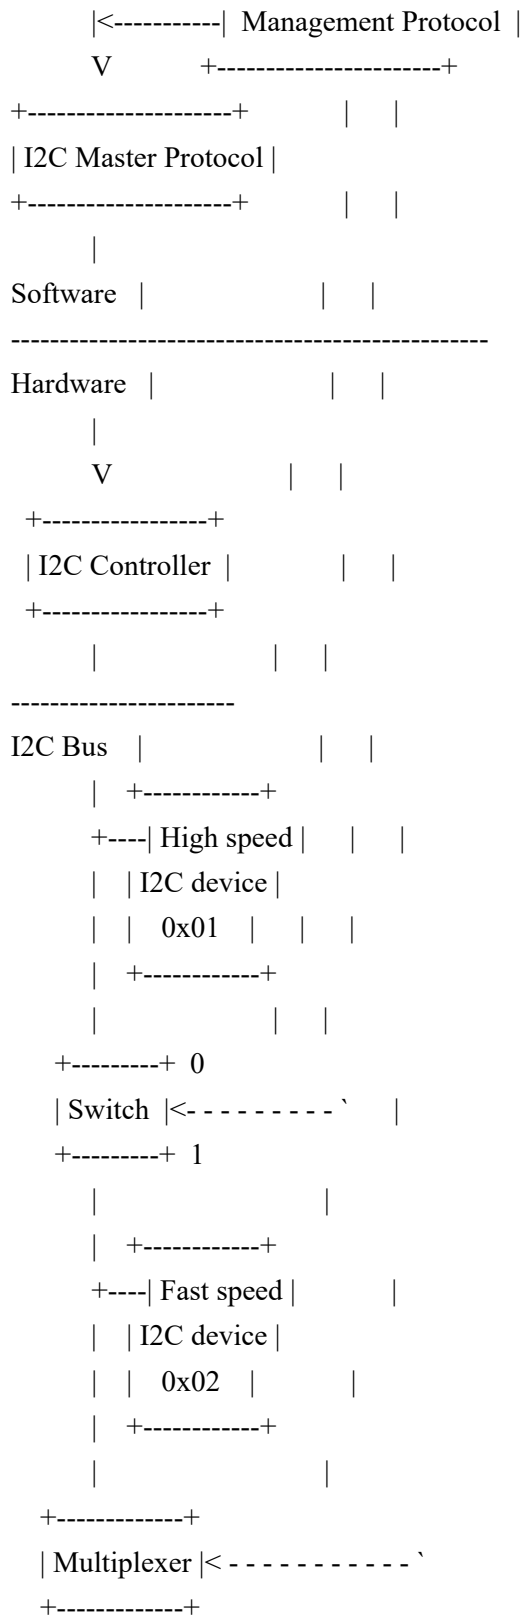 |<-----------| Management Protocol |
V +-----------------------+
+---------------------+ | |
| I2C Master Protocol |
+---------------------+ | |
|
Software | | |
-------------------------------------------------
Hardware | | |
|
V | |
+-----------------+
| I2C Controller | | |
+-----------------+
| | |
-----------------------
I2C Bus | | |
| +------------+
+----| High speed | | |
| | I2C device |
| | 0x01 | | |
| +------------+
| | |
+---------+ 0
| Switch |<- - - - - - - - - ` |
+---------+ 1
| |
| +------------+
+----| Fast speed | |
| | I2C device |
| | 0x02 | |
| +------------+
| |
+-------------+
| Multiplexer |< - - - - - - - - - - - `
+-------------+